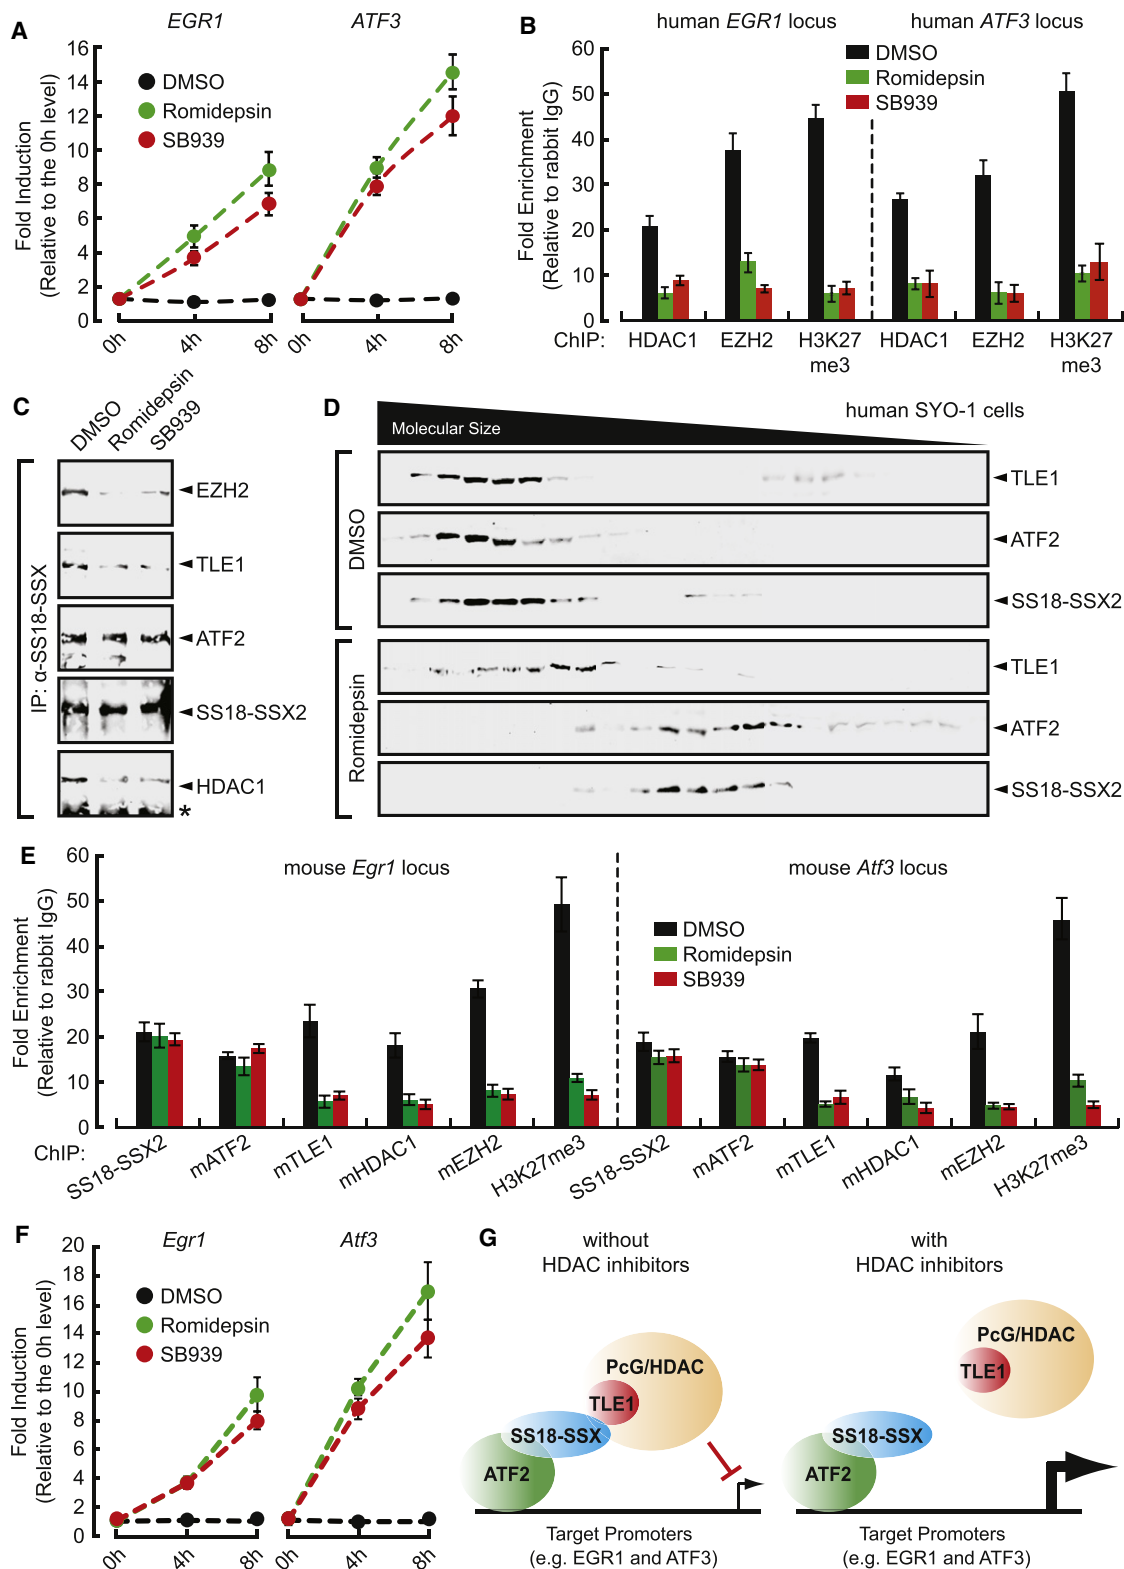 A
EGR1
ATF3
Fold Induction
(Relative to the 0h level)
16
14
12
10
8
6
4
2
0
DMSO
Romidepsin
SB939
0h
4h
8h
0h
4h
8h
B
human EGR1 locus
human ATF3 locus
Fold Enrichment
(Relative to rabbit IgG)
60
50
40
30
20
10
0
DMSO
Romidepsin
SB939
ChIP:
HDAC1
EZH2
H3K27
me3
HDAC1
EZH2
H3K27
me3
C
DMSO
Romidepsin
SB939
IP: α-SS18-SSX
EZH2
TLE1
ATF2
SS18-SSX2
HDAC1
*
D
human SYO-1 cells
Molecular Size
DMSO
TLE1
ATF2
SS18-SSX2
Romidepsin
TLE1
ATF2
SS18-SSX2
E
mouse Egr1 locus
mouse Atf3 locus
Fold Enrichment
(Relative to rabbit IgG)
60
50
40
30
20
10
0
DMSO
Romidepsin
SB939
ChIP:
SS18-SSX2
mATF2
mTLE1
mHDAC1
mEZH2
H3K27me3
SS18-SSX2
mATF2
mTLE1
mHDAC1
mEZH2
H3K27me3
F
Egr1
Atf3
Fold Induction
(Relative to the 0h level)
20
18
16
14
12
10
8
6
4
2
0
DMSO
Romidepsin
SB939
0h
4h
8h
0h
4h
8h
G
without
HDAC inhibitors
PcG/HDAC
TLE1
SS18-SSX
ATF2
Target Promoters
(e.g. EGR1 and ATF3)
with
HDAC inhibitors
PcG/HDAC
TLE1
SS18-SSX
ATF2
Target Promoters
(e.g. EGR1 and ATF3)